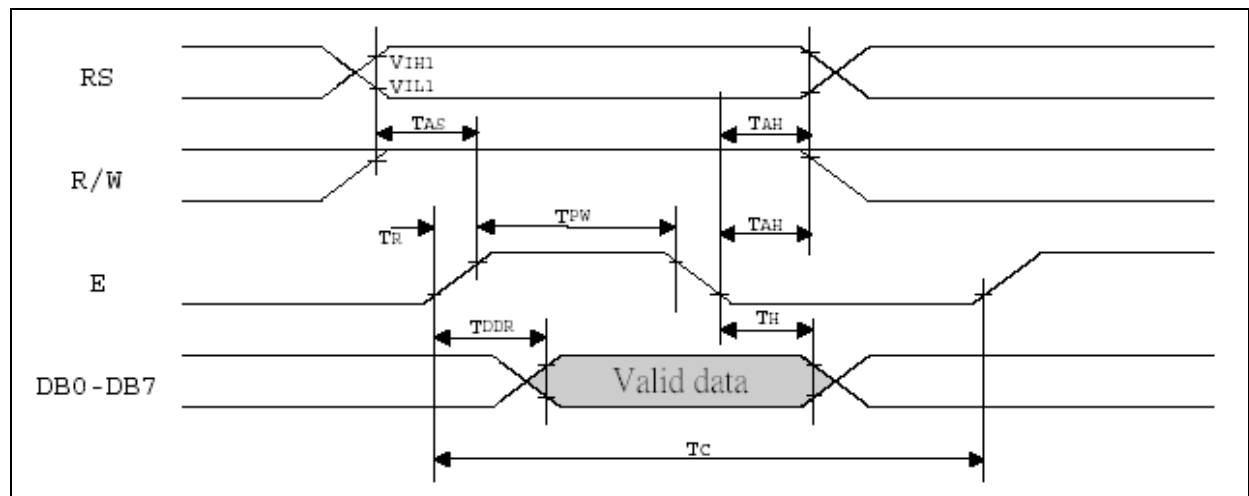 RS
VIH1
VIL1
TAS
TAH
R/W
TPW
TAH
TR
E
TDDR
TH
DB0-DB7
Valid data
TC